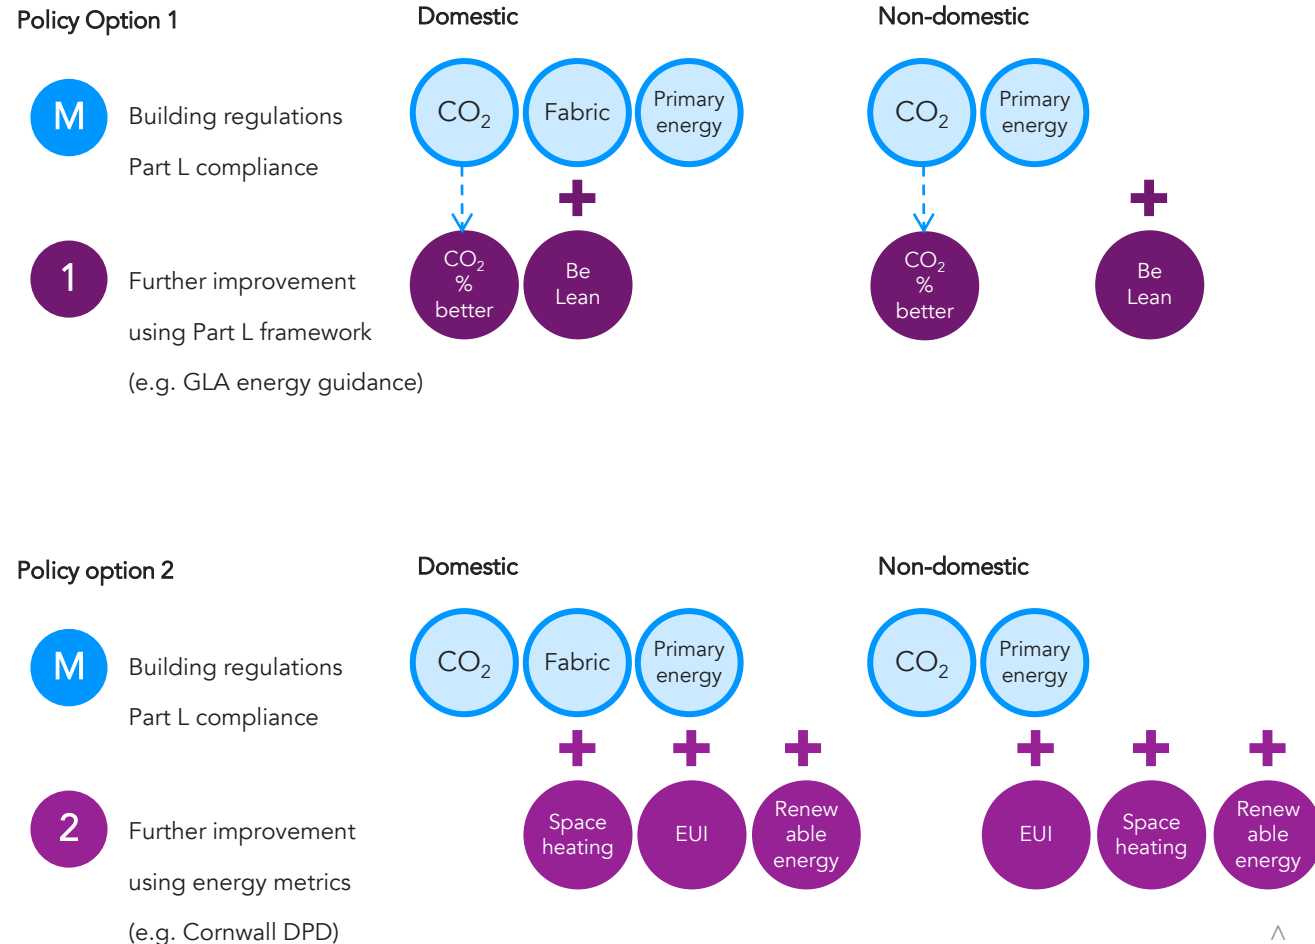 Policy Option 1
Domestic
Non-domestic
M
Building regulations
Part L compliance
CO₂
Fabric
Primary
energy
CO₂
Primary
energy
1
Further improvement
using Part L framework
(e.g. GLA energy guidance)
CO₂
%
better
Be
Lean
CO₂
%
better
Be
Lean
Policy option 2
Domestic
Non-domestic
M
Building regulations
Part L compliance
CO₂
Fabric
Primary
energy
CO₂
Primary
energy
2
Further improvement
using energy metrics
(e.g. Cornwall DPD)
Space
heating
EUI
Renew
able
energy
EUI
Space
heating
Renew
able
energy